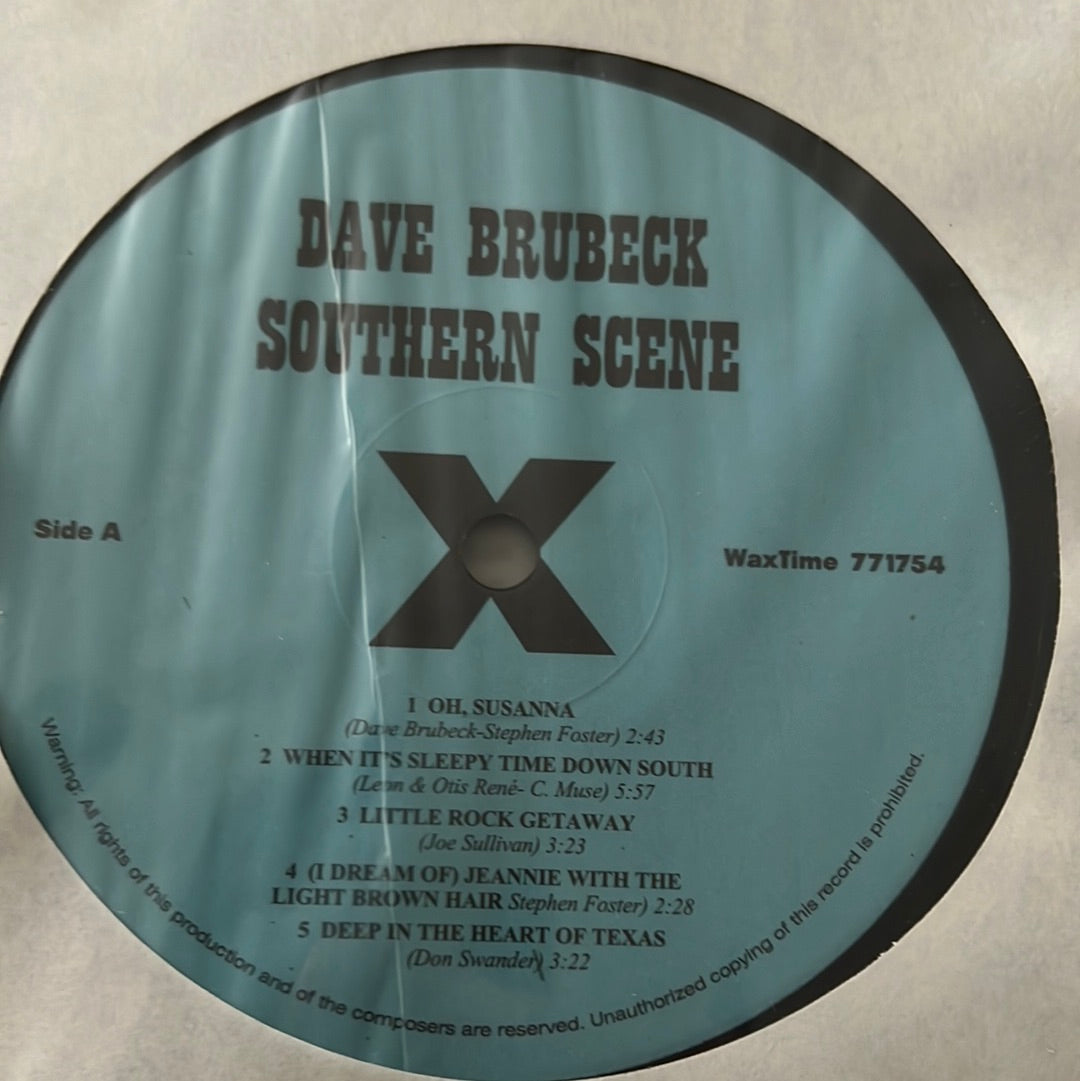 DAVE BRUBECK
SOUTHERN SCENE
X
Side A
WaxTime 771754
1 OH, SUSANNA
(Dave Brubeck-Stephen Foster) 2:43
2 WHEN IT'S SLEEPY TIME DOWN SOUTH
(Leon & Otis René- C. Muse) 5:57
3 LITTLE ROCK GETAWAY
(Joe Sullivan) 3:23
4 (I DREAM OF) JEANNIE WITH THE
LIGHT BROWN HAIR Stephen Foster) 2:28
5 DEEP IN THE HEART OF TEXAS
(Don Swander) 3:22
Warning: All rights of this production and of the composers are reserved. Unauthorized copying of this record is prohibited.